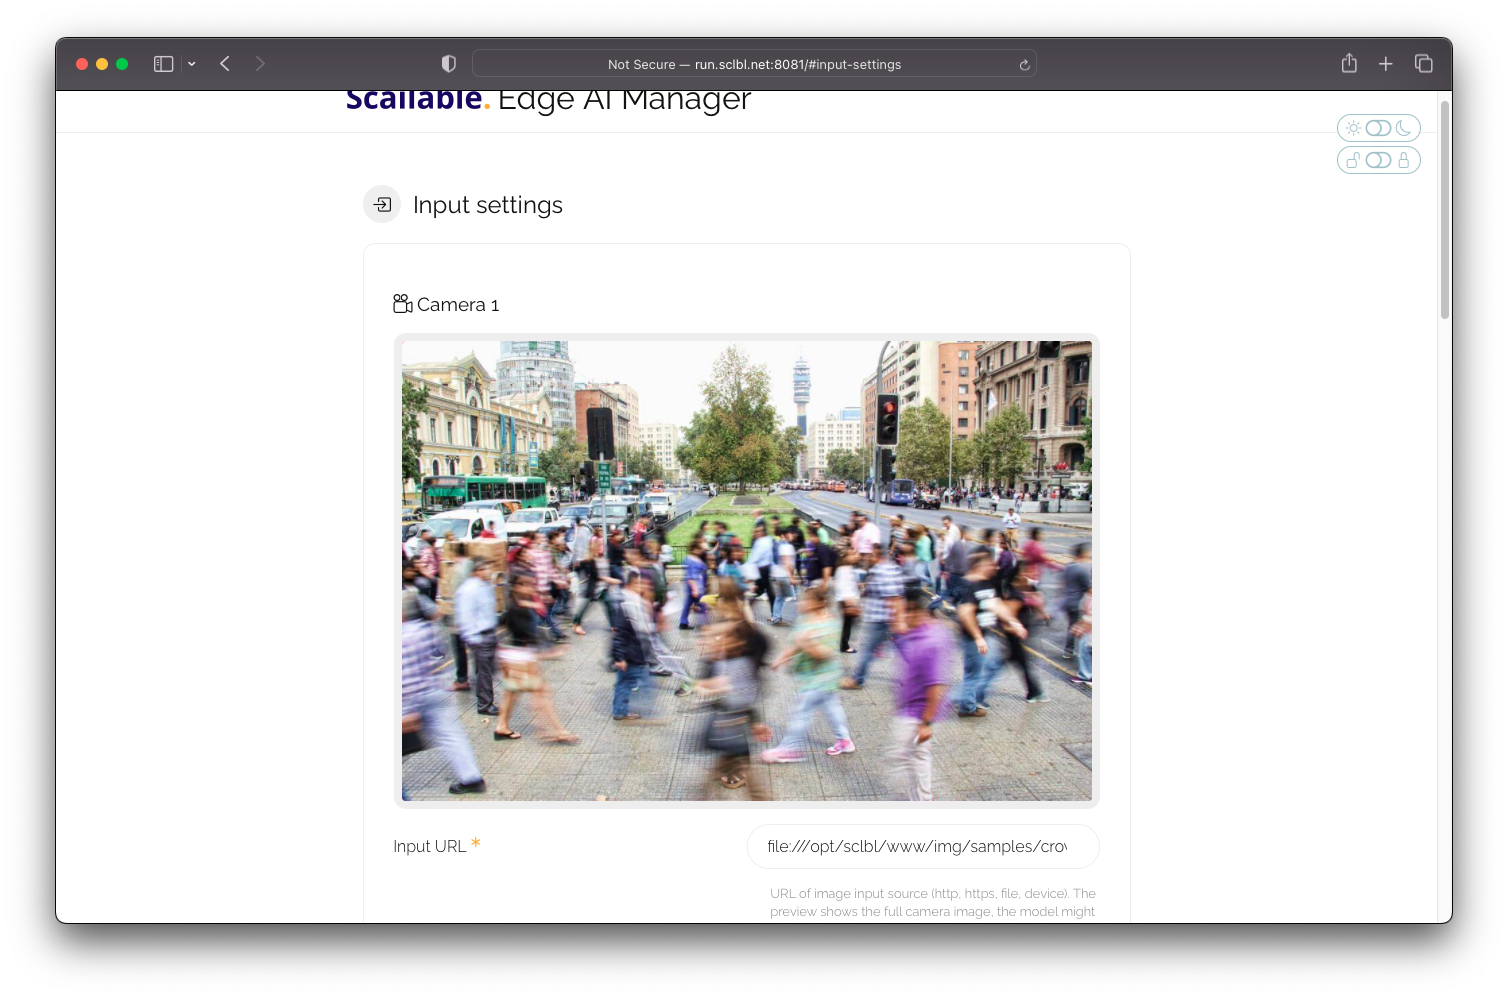 Not Secure — run.sclbl.net:8081/#input-settings
Scailable. Edge AI Manager
Input settings
Camera 1
Input URL *
file:///opt/sclbl/www/img/samples/cro
URL of image input source (http, https, file, device). The
preview shows the full camera image, the model might